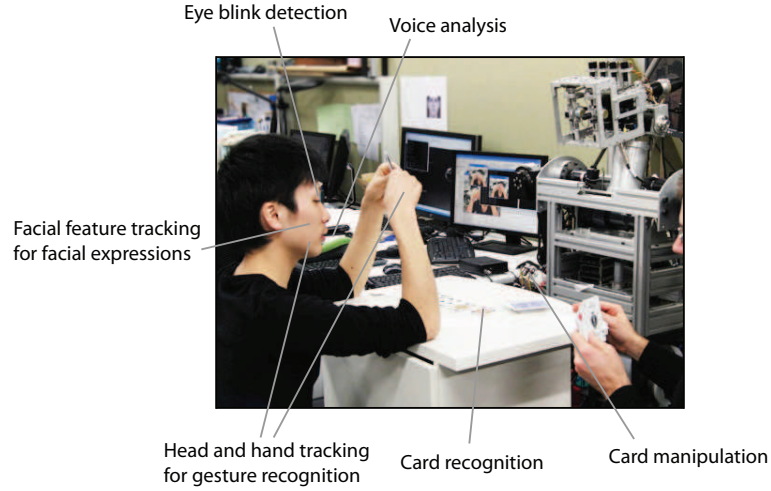 Eye blink detection
Voice analysis
Facial feature tracking
for facial expressions
Head and hand tracking
for gesture recognition
Card recognition
Card manipulation